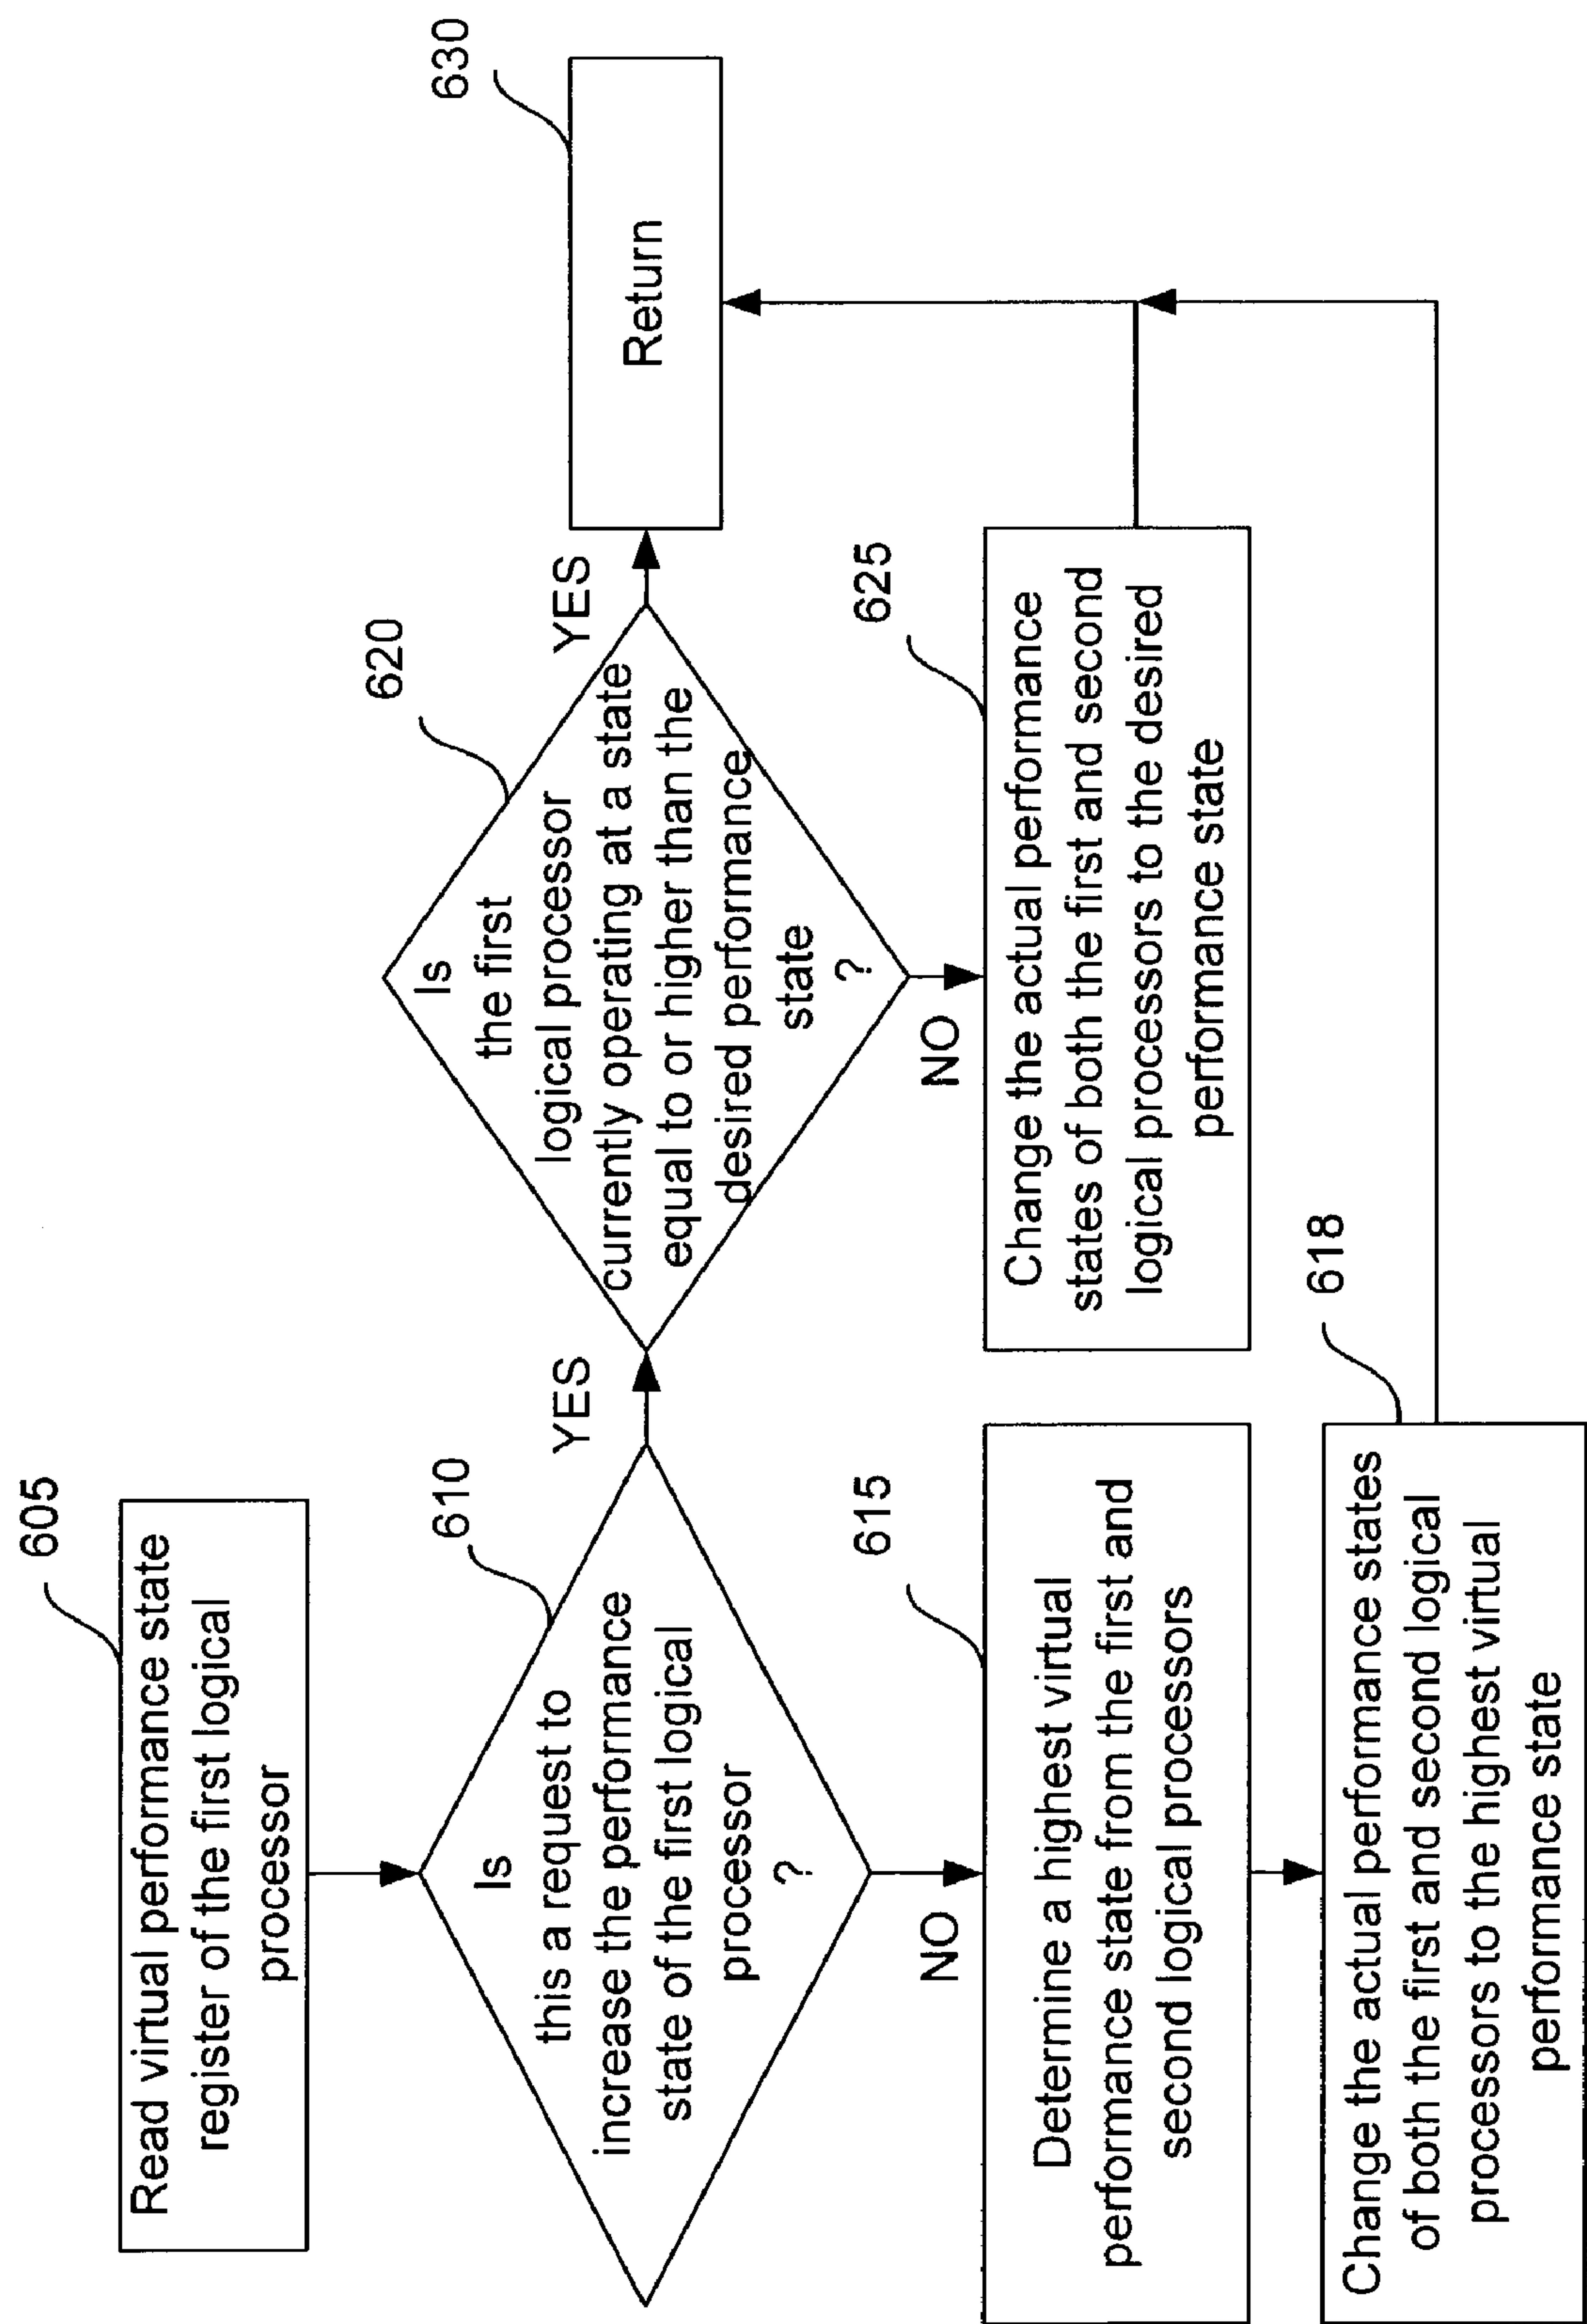 605
Read virtual performance state
register of the first logical
processor
610
Is
this a request to
increase the performance
state of the first logical
processor
?
YES
NO
615
Determine a highest virtual
performance state from the first and
second logical processors
618
Change the actual performance states
of both the first and second logical
processors to the highest virtual
performance state
620
Is
the first
logical processor
currently operating at a state
equal to or higher than the
desired performance
state
?
YES
NO
625
Change the actual performance
states of both the first and second
logical processors to the desired
performance state
630
Return